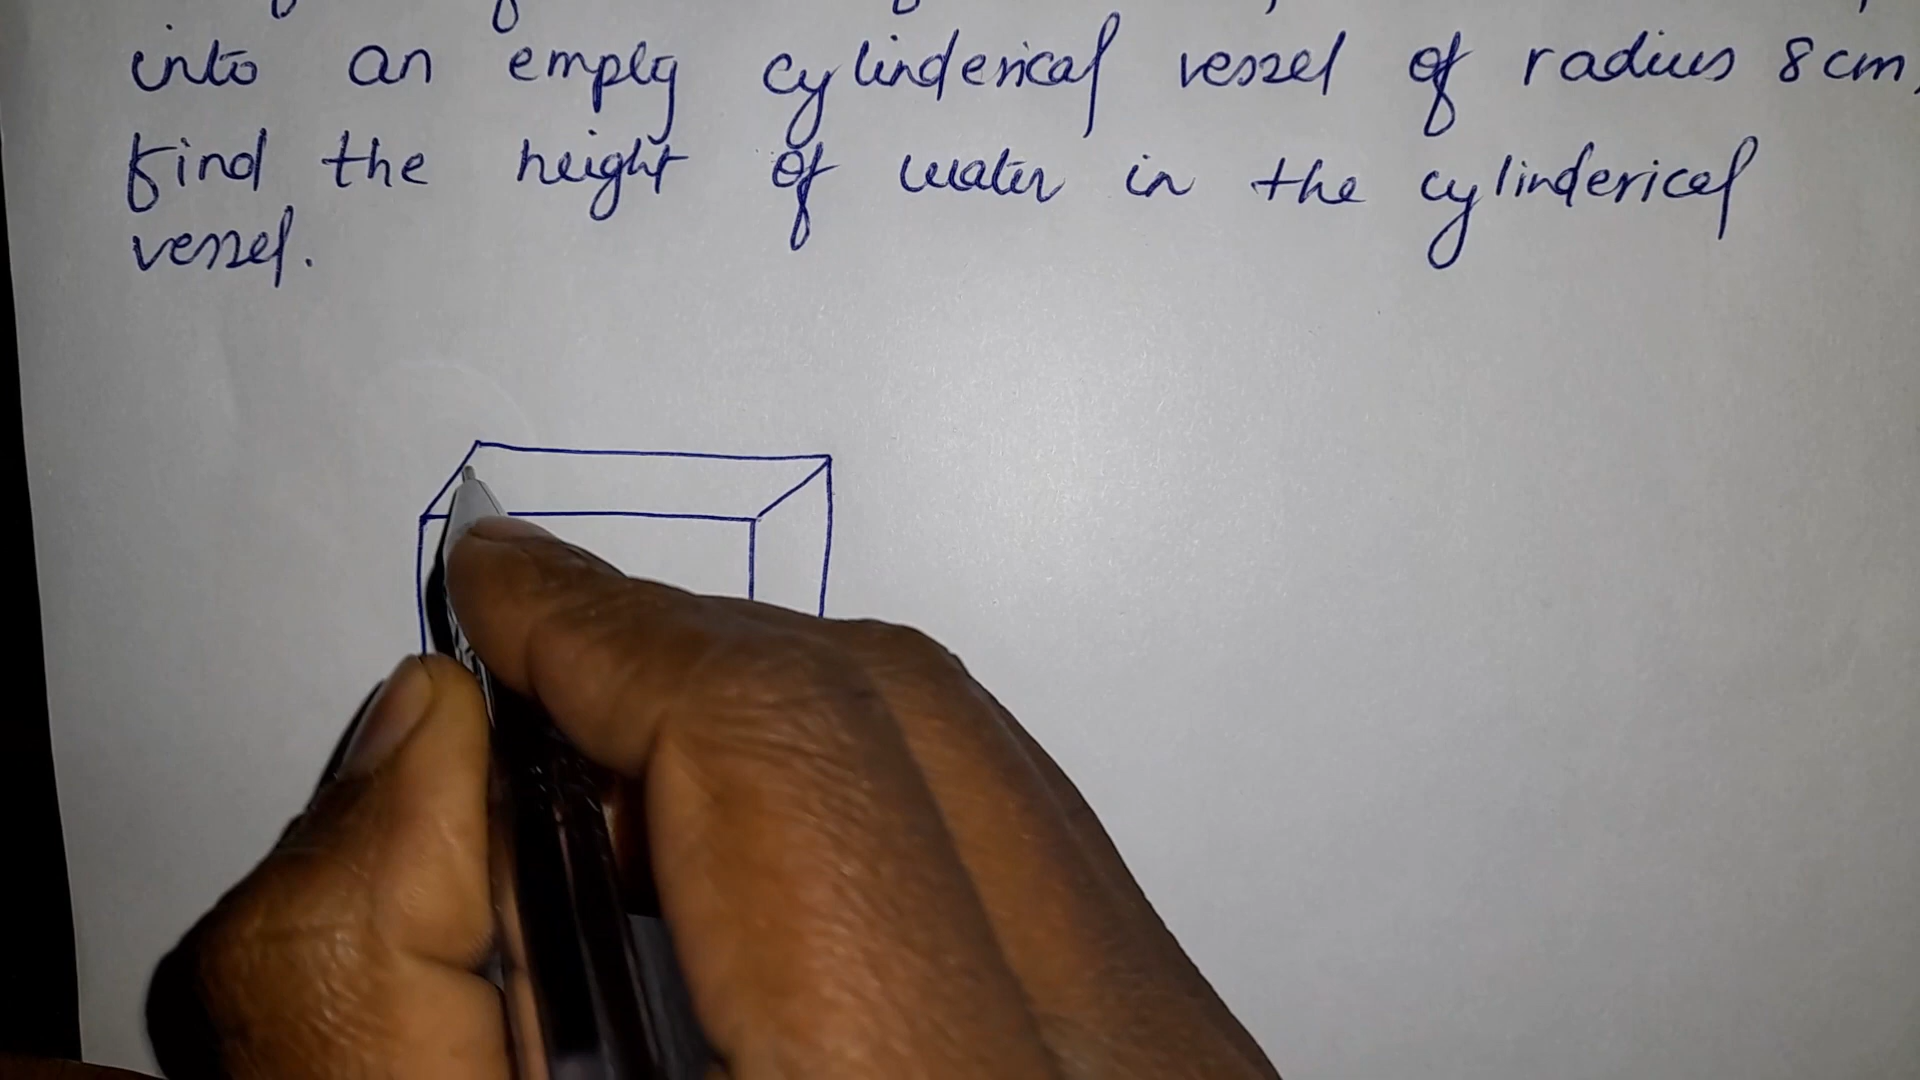 into an empty cylinderical vessel of radius 8cm,
find the height of water in the cylinderical
vessel.